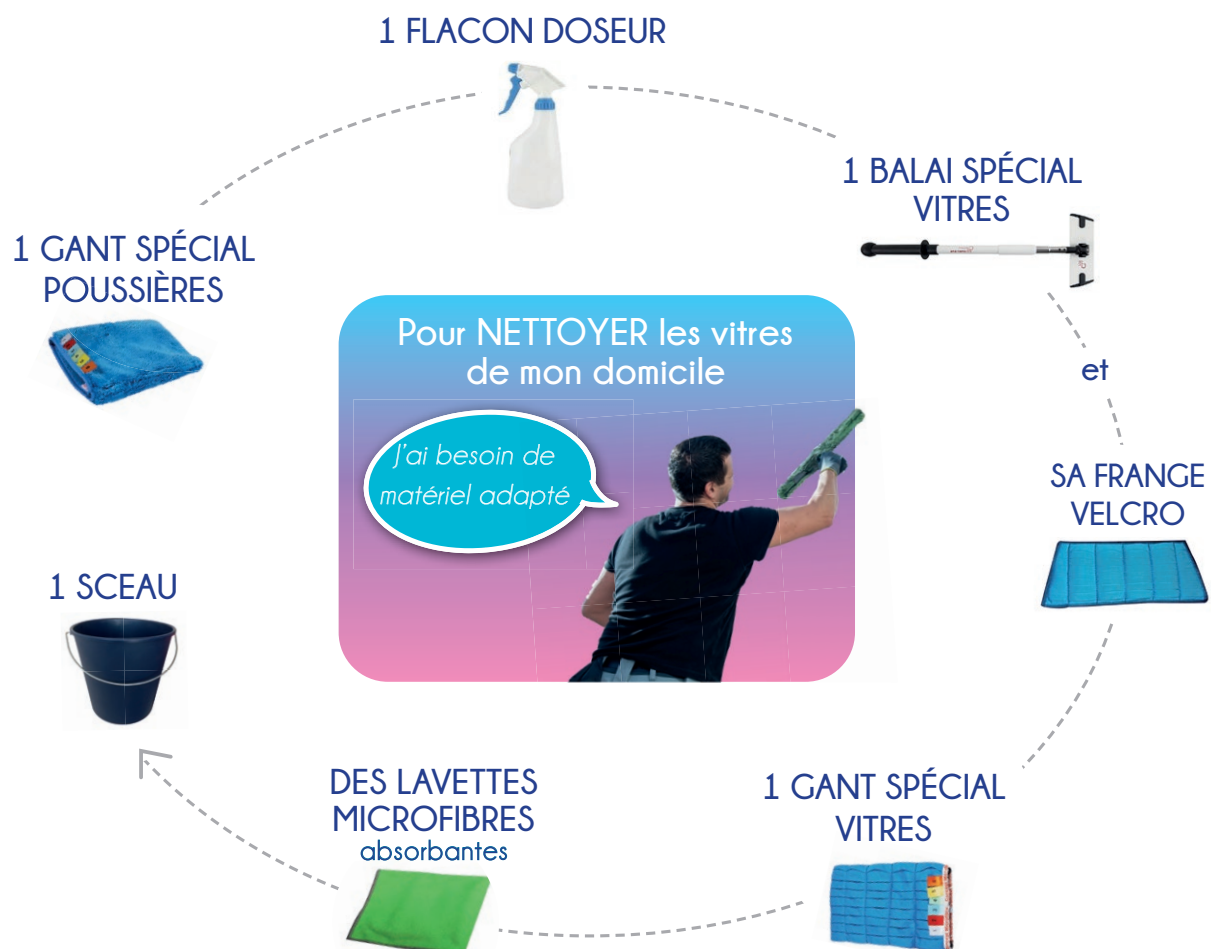 1 FLACON DOSEUR
1 BALAI SPÉCIAL
VITRES
1 GANT SPÉCIAL
POUSSIÈRES
Pour NETTOYER les vitres
de mon domicile
et
J'ai besoin de
matériel adapté
SA FRANGE
VELCRO
1 SCEAU
DES LAVETTES
MICROFIBRES
absorbantes
1 GANT SPÉCIAL
VITRES